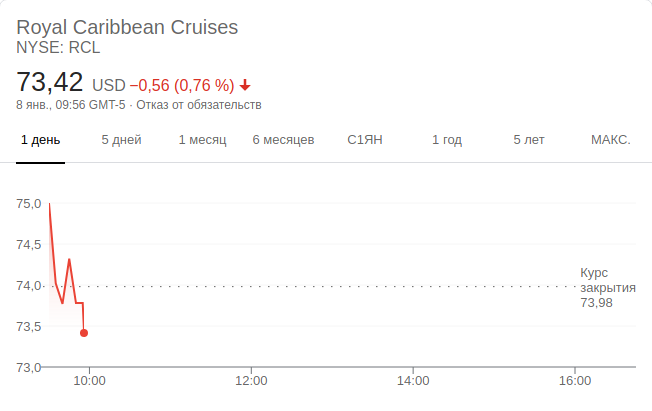 Royal Caribbean Cruises
NYSE: RCL
73,42 USD −0,56 (0,76 %)
8 янв., 09:56 GMT-5 · Отказ от обязательств
1 день 5 дней 1 месяц 6 месяцев С1ЯН 1 год 5 лет МАКС.
75,0
74,5
74,0
73,5
73,0
Курс
закрытия
73,98
10:00 12:00 14:00 16:00